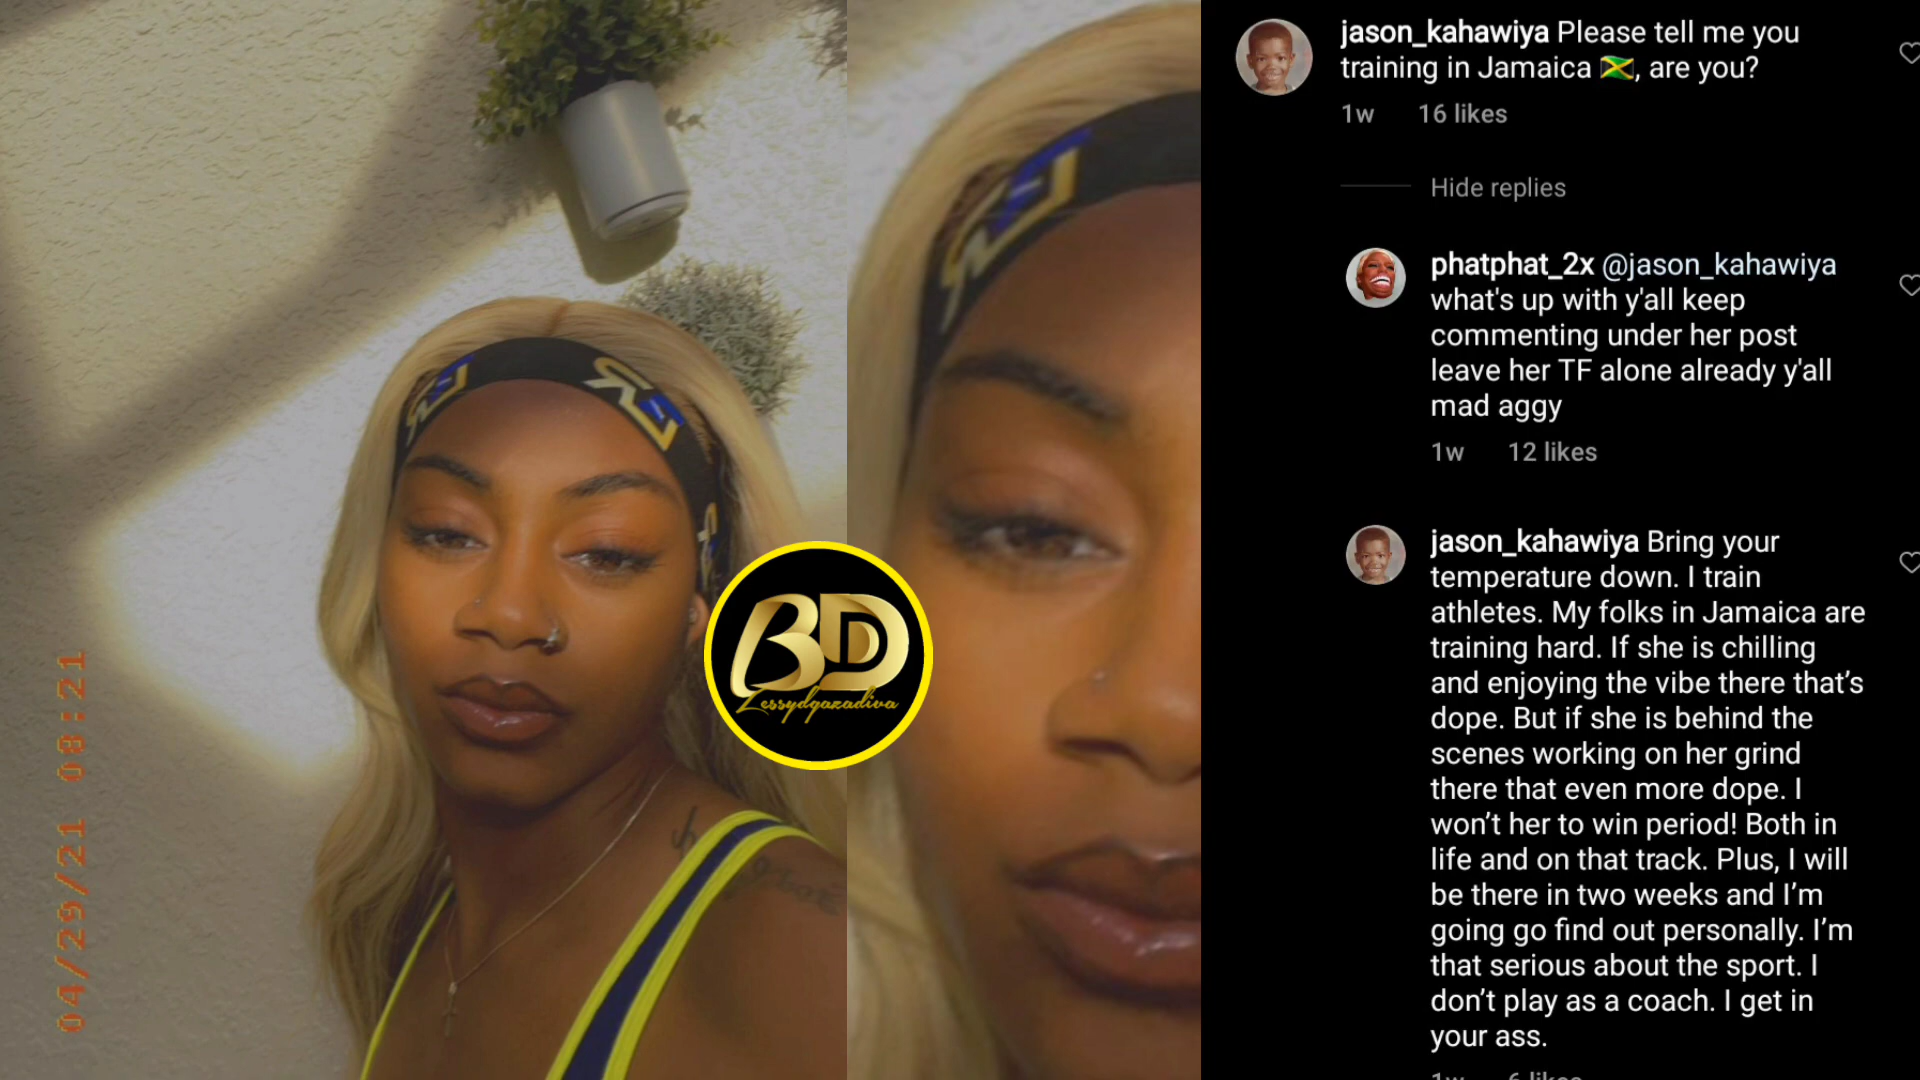 04/29/21 08:21
BD
Lessydgazadiva
jason_kahawiya Please tell me you
training in Jamaica 🇯🇲, are you?
1w 16 likes
Hide replies
phatphat_2x @jason_kahawiya
what's up with y'all keep
commenting under her post
leave her TF alone already y'all
mad aggy
1w 12 likes
jason_kahawiya Bring your
temperature down. I train
athletes. My folks in Jamaica are
training hard. If she is chilling
and enjoying the vibe there that’s
dope. But if she is behind the
scenes working on her grind
there that even more dope. I
won’t her to win period! Both in
life and on that track. Plus, I will
be there in two weeks and I’m
going go find out personally. I’m
that serious about the sport. I
don’t play as a coach. I get in
your ass.
1w 6 likes